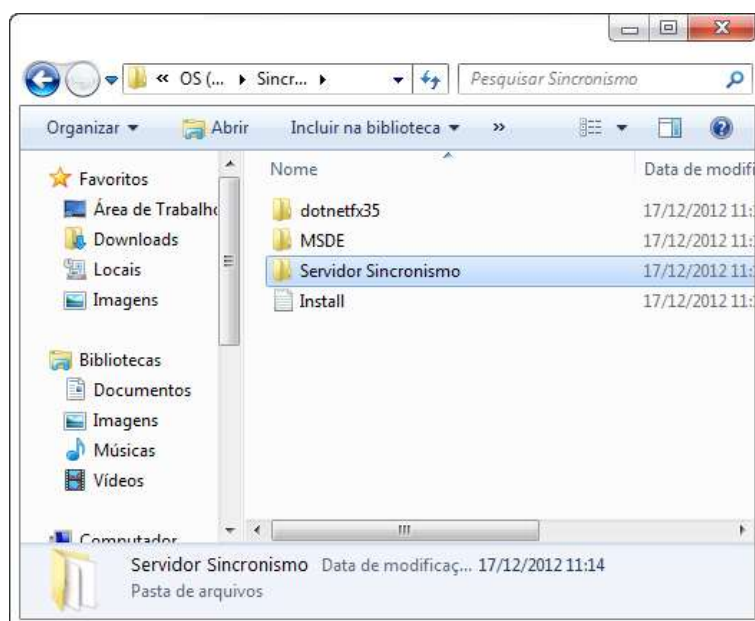 « OS (... ▸ Sincr... ▸ Pesquisar Sincronismo
Organizar Abrir Incluir na biblioteca »
Nome Data de modifi
Favoritos
Área de Trabalho
Downloads
Locais
Imagens
dotnetfx35 17/12/2012 11:
MSDE 17/12/2012 11:
Servidor Sincronismo 17/12/2012 11:
Install 17/12/2012 11:
Bibliotecas
Documentos
Imagens
Músicas
Vídeos
Computador
Servidor Sincronismo Data de modificaç... 17/12/2012 11:14
Pasta de arquivos